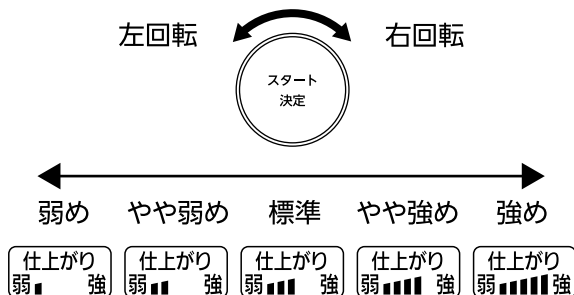 左回転
右回転
スタート
決定
弱め
やや弱め
標準
やや強め
強め
仕上がり
弱 強
仕上がり
弱 強
仕上がり
弱 強
仕上がり
弱 強
仕上がり
弱 強